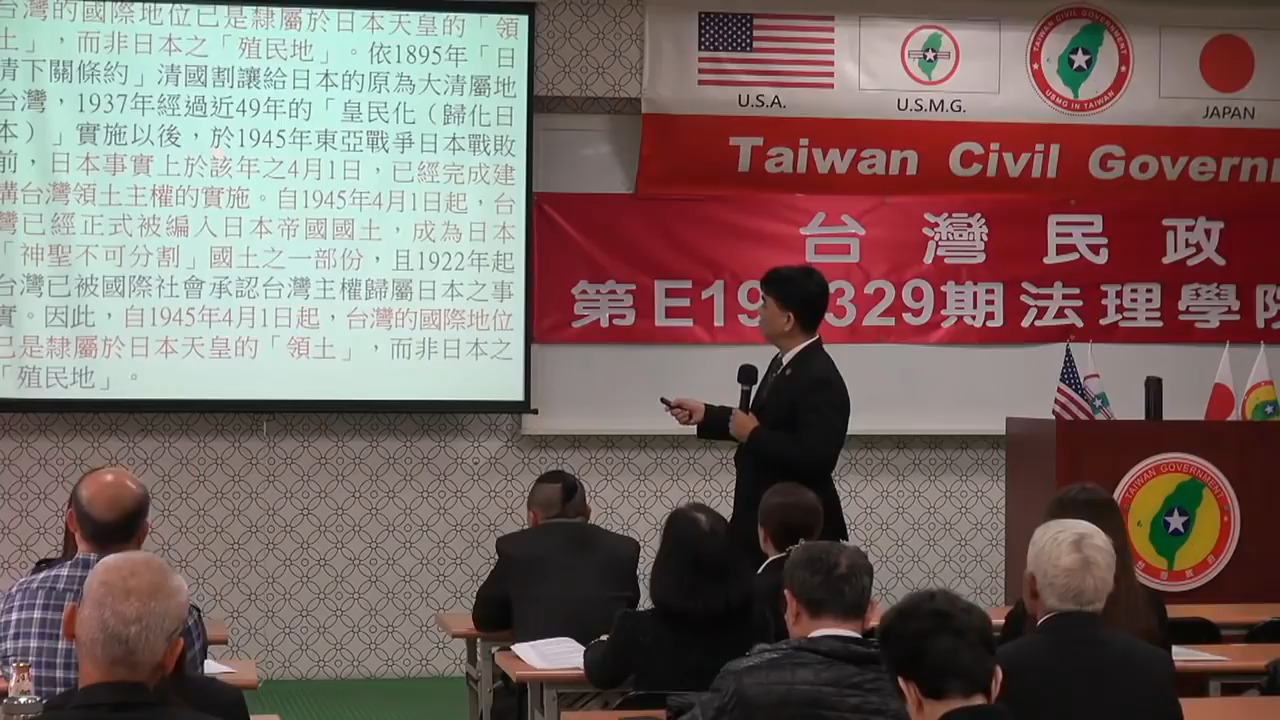 台灣的國際地位已是隸屬於日本天皇的「領
土」，而非日本之「殖民地」。依1895年「日
清下關條約」清國割讓給日本的原為大清屬地
台灣，1937年經過近49年的「皇民化（歸化日
本）」實施以後，於1945年東亞戰爭日本戰敗
前，日本事實上於該年之4月1日，已經完成建
構台灣領土主權的實施。自1945年4月1日起，台
灣已經正式被編入日本帝國國土，成為日本
「神聖不可分割」國土之一部份，且1922年起
台灣已被國際社會承認台灣主權歸屬日本之事
實。因此，自1945年4月1日起，台灣的國際地位
已是隸屬於日本天皇的「領土」，而非日本之
「殖民地」。
U.S.A.
U.S.M.G.
TAIWAN CIVIL GOVERNMENT
USMG IN TAIWAN
JAPAN
Taiwan Civil Governm
台灣民政
第E19 329期法理學院
TAIWAN GOVERNMENT
台灣政府